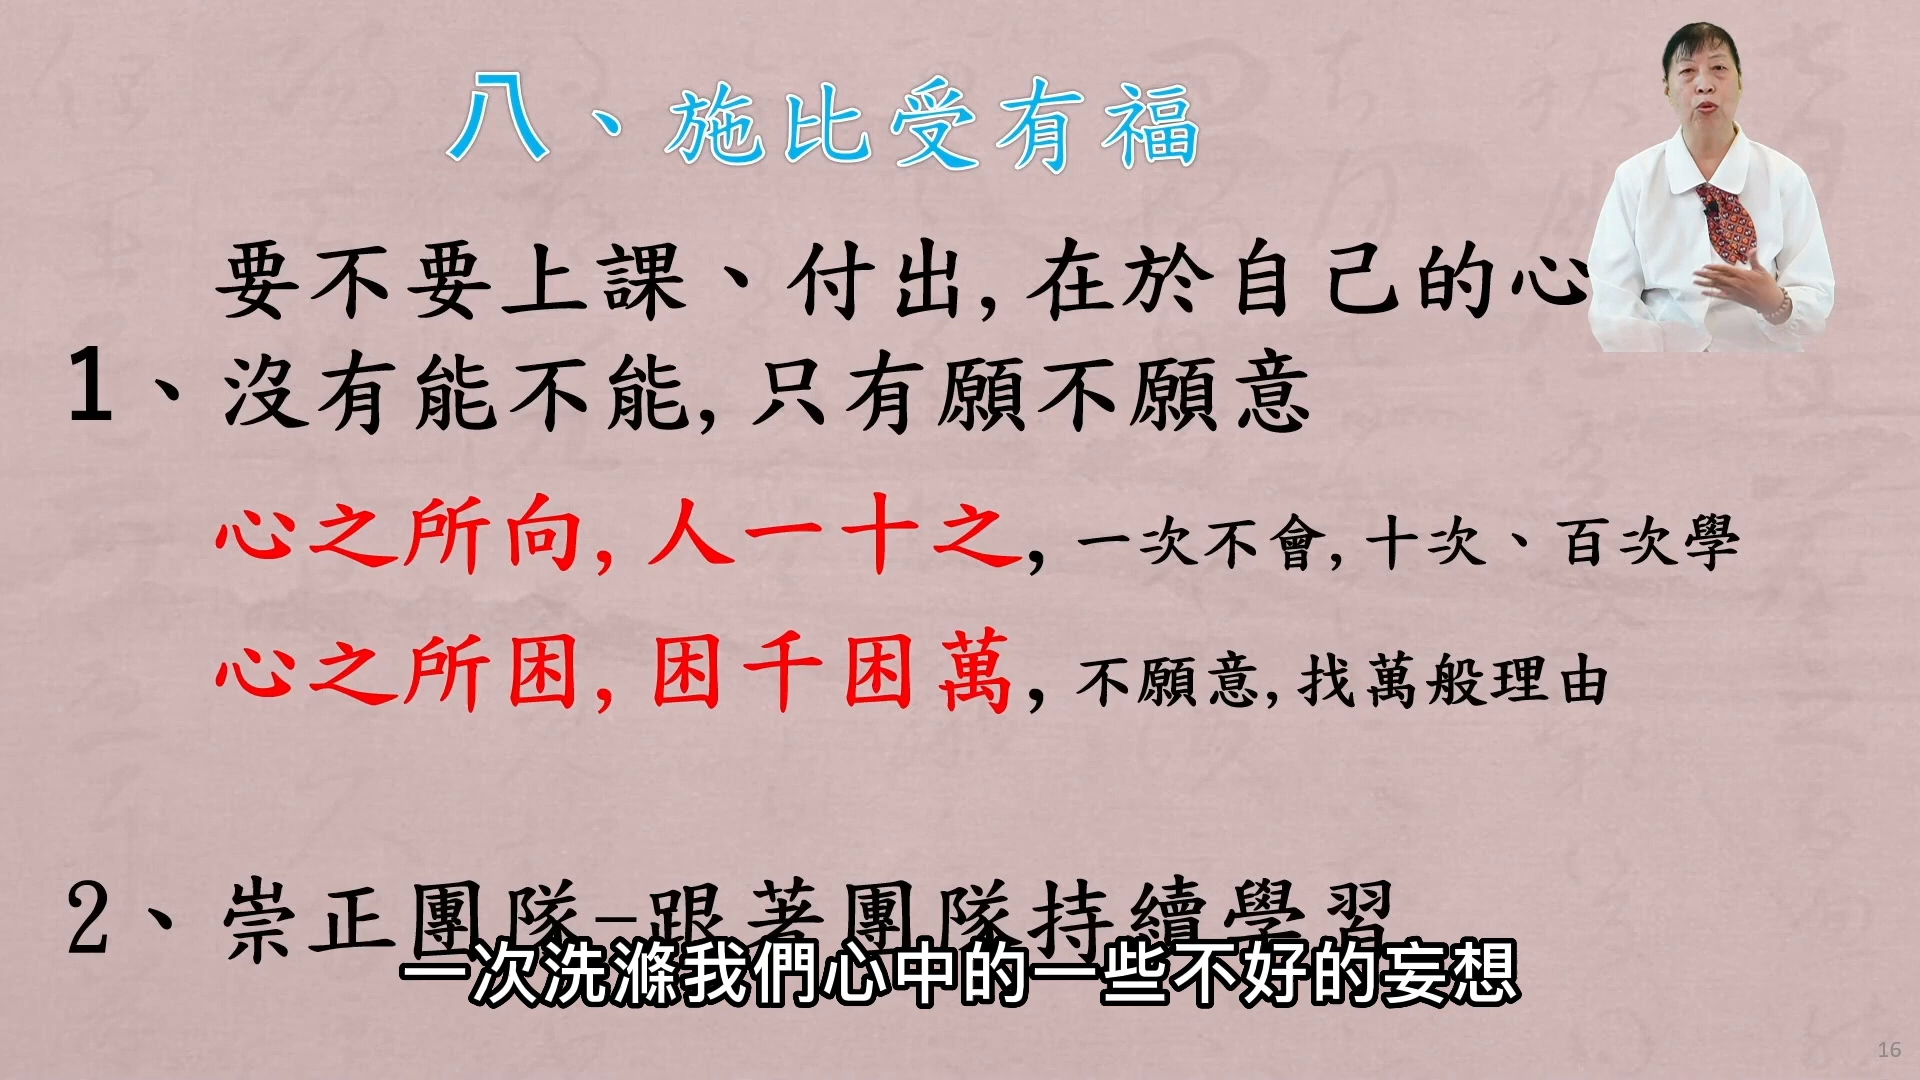 八、施比受有福
要不要上課、付出,在於自己的心
1、沒有能不能,只有願不願意
心之所向,人一十之,一次不會,十次、百次學
心之所困,困千困萬,不願意,找萬般理由
2、崇正團隊-跟著團隊持續學習
一次洗滌我們心中的一些不好的妄想
16